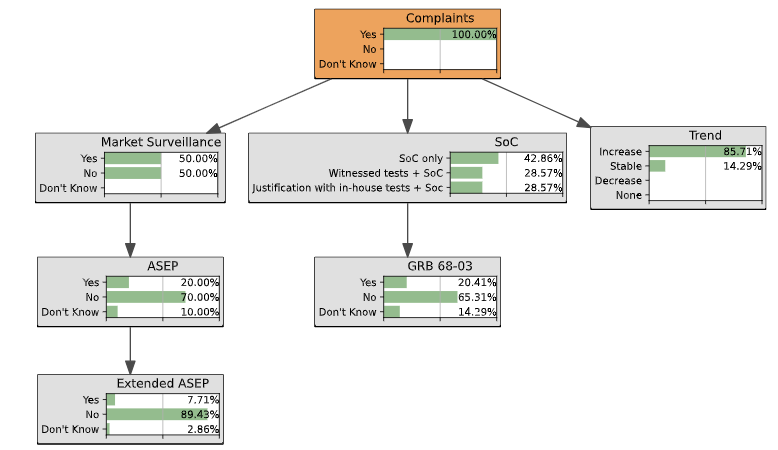 Complaints
Yes 100.00%
No
Don't Know
Market Surveillance
Yes 50.00%
No 50.00%
Don't Know
SoC
SoC only 42.86%
Witnessed tests + SoC 28.57%
Justification with in-house tests + Soc 28.57%
Trend
Increase 85.71%
Stable 14.29%
Decrease
None
ASEP
Yes 20.00%
No 70.00%
Don't Know 10.00%
GRB 68-03
Yes 20.41%
No 65.31%
Don't Know 14.29%
Extended ASEP
Yes 7.71%
No 89.43%
Don't Know 2.86%